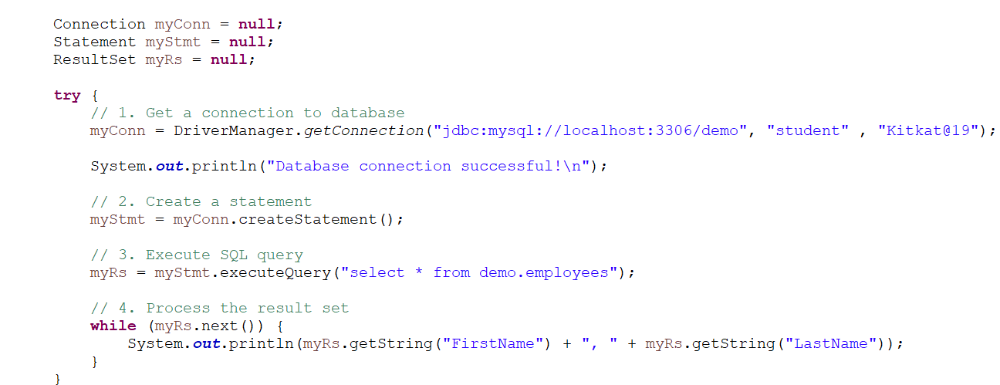 Connection myConn = null;
Statement myStmt = null;
ResultSet myRs = null;
try {
// 1. Get a connection to database
myConn = DriverManager.getConnection("jdbc:mysql://localhost:3306/demo", "student" , "Kitkat@19");
System.out.println("Database connection successful!\n");
// 2. Create a statement
myStmt = myConn.createStatement();
// 3. Execute SQL query
myRs = myStmt.executeQuery("select * from demo.employees");
// 4. Process the result set
while (myRs.next()) {
System.out.println(myRs.getString("FirstName") + ", " + myRs.getString("LastName"));
}
}